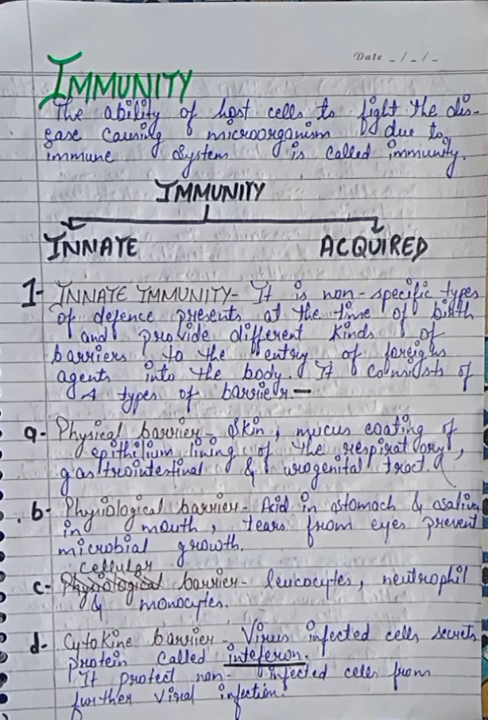 Date _/_/_
IMMUNITY
The ability of host cells to fight the dis-
ease causing microorganism due to
immune system is called immunity.
IMMUNITY
INNATE ACQUIRED
1- INNATE IMMUNITY- It is non-specific types
of defence presents at the time of birth
and provide different kinds of
barriers to the entry of foreigns
agents into the body. It consists of
4 types of barrier-
a- Physical barrier- Skin, mucus coating of
epithilium lining of the respiratory,
gastrointestinal & urogenital tract.
b- Physiological barrier- Acid in stomach & saliva
in mouth, tears from eyes prevent
microbial growth.
cellular
c- Physiological barrier- leucocytes, neutrophil
& monocytes.
d- Cytokine barrier- Virus infected cells secrets
protein called inteferon.
It protect non-infected cells from
further viral infection.